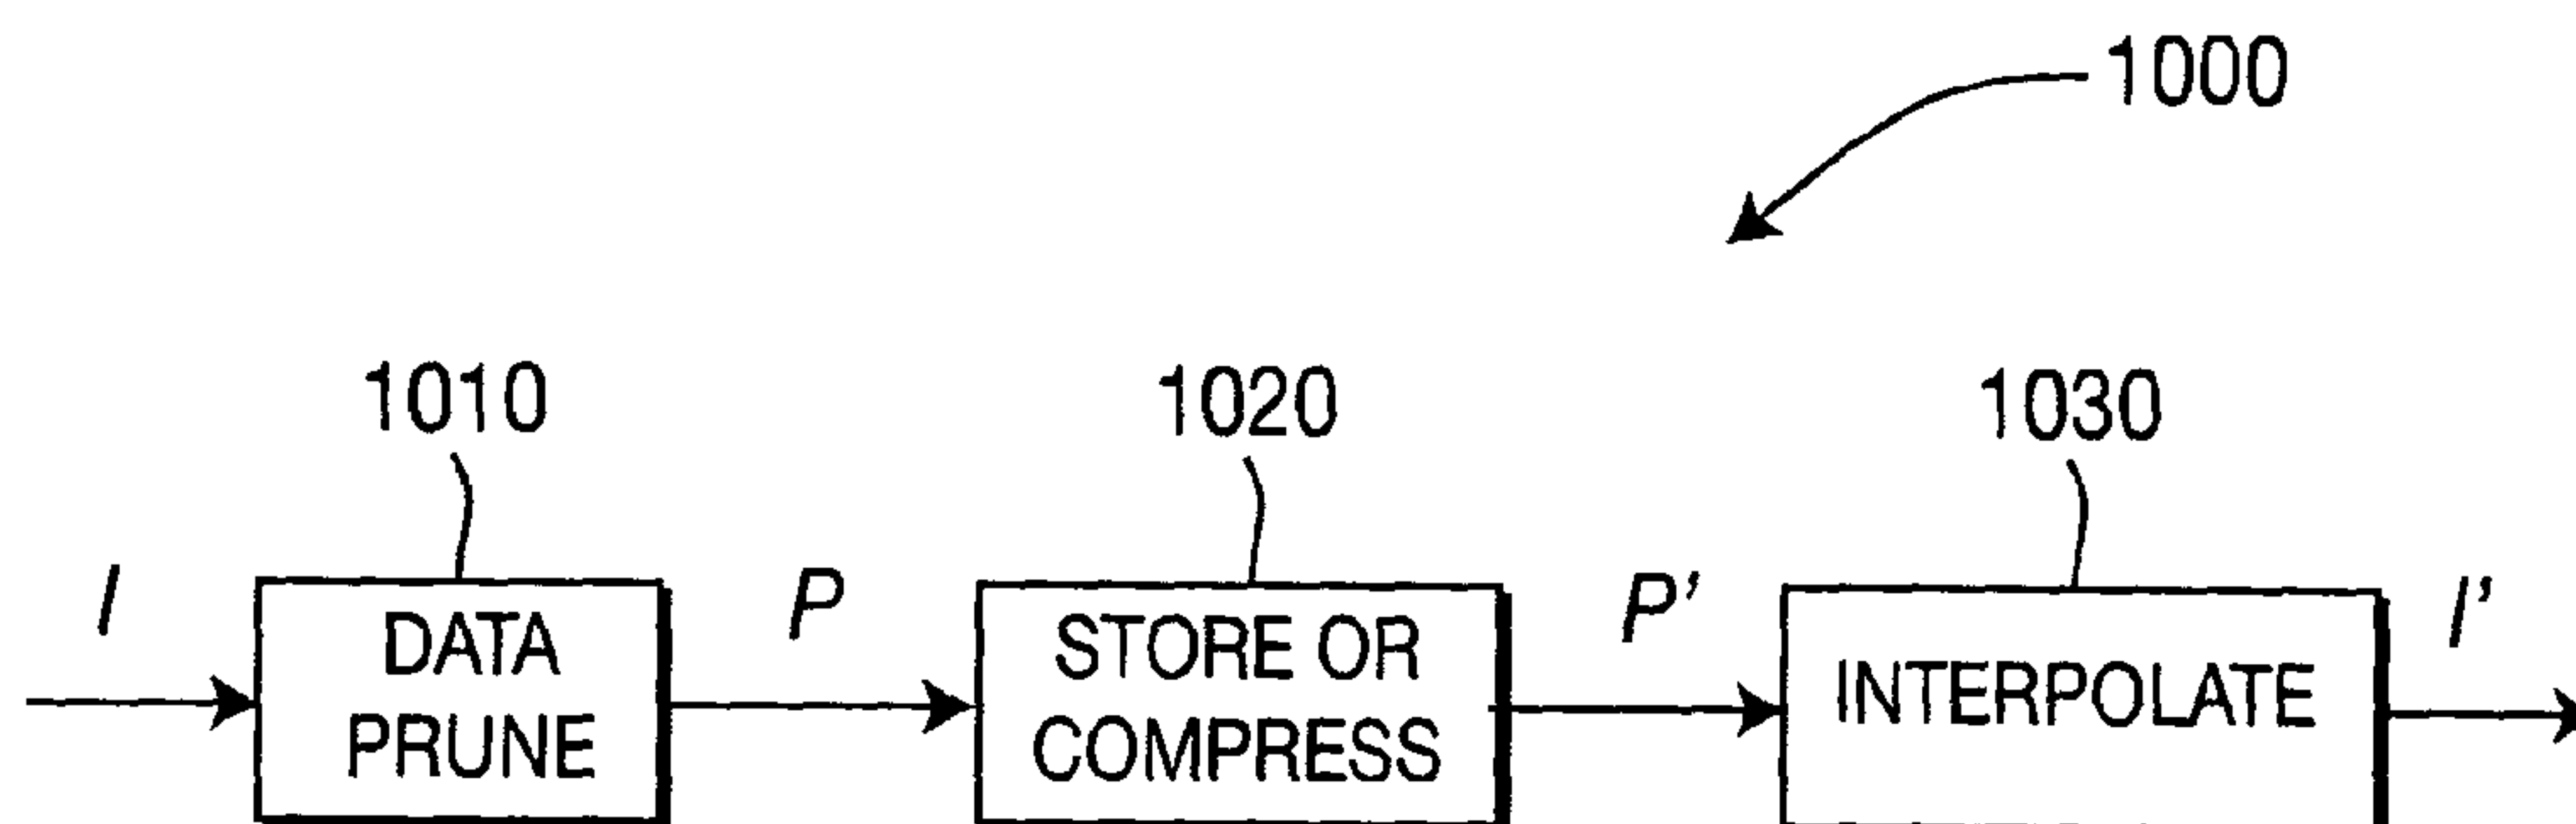 1000
1010
1020
1030
I
DATA
PRUNE
P
STORE OR
COMPRESS
P'
INTERPOLATE
I'